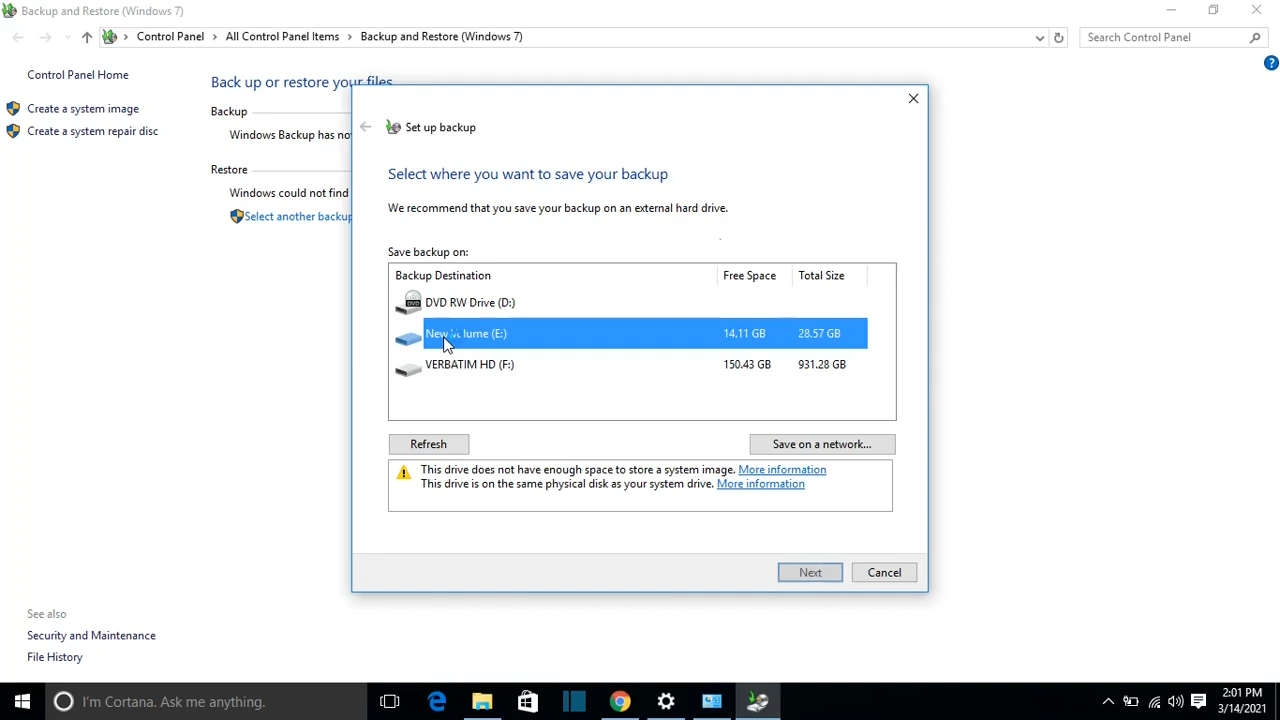 Backup and Restore (Windows 7)
Control Panel
All Control Panel Items
Backup and Restore (Windows 7)
Search Control Panel
Control Panel Home
Create a system image
Create a system repair disc
Back up or restore your files
Backup
Windows Backup has
Restore
Windows could not find
Select another backup
Set up backup
Select where you want to save your backup
We recommend that you save your backup on an external hard drive.
Save backup on:
Backup Destination Free Space Total Size
DVD RW Drive (D:)
New Volume (E:) 14.11 GB 28.57 GB
VERBATIM HD (F:) 150.43 GB 931.28 GB
Refresh
Save on a network...
This drive does not have enough space to store a system image. More information
This drive is on the same physical disk as your system drive. More information
Next
Cancel
See also
Security and Maintenance
File History
I'm Cortana. Ask me anything.
2:01 PM
3/14/2021